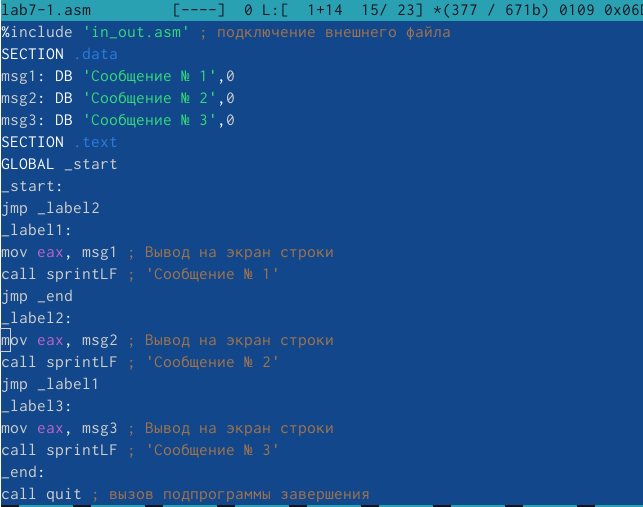 lab7-1.asm [----] 0 L:[ 1+14 15/ 23] *(377 / 671b) 0109 0x06
%include 'in_out.asm' ; подключение внешнего файла
SECTION .data
msg1: DB 'Сообщение № 1',0
msg2: DB 'Сообщение № 2',0
msg3: DB 'Сообщение № 3',0
SECTION .text
GLOBAL _start
_start:
jmp _label2
_label1:
mov eax, msg1 ; Вывод на экран строки
call sprintLF ; 'Сообщение № 1'
jmp _end
_label2:
mov eax, msg2 ; Вывод на экран строки
call sprintLF ; 'Сообщение № 2'
jmp _label1
_label3:
mov eax, msg3 ; Вывод на экран строки
call sprintLF ; 'Сообщение № 3'
_end:
call quit ; вызов подпрограммы завершения